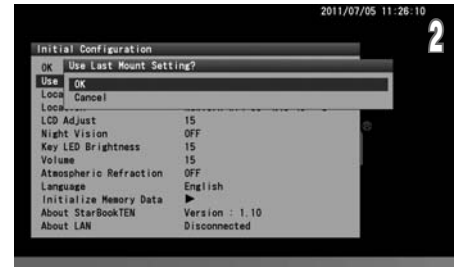 2011/07/05 11:26:10
2
Initial Configuration
OK
Use Last Mount Setting?
Use
OK
Loca
Cancel
LCD Adjust 15
Night Vision OFF
Key LED Brightness 15
Volume 15
Atmospheric Refraction OFF
Language English
Initialize Memory Data ▶
About StarBookTEN Version : 1.10
About LAN Disconnected